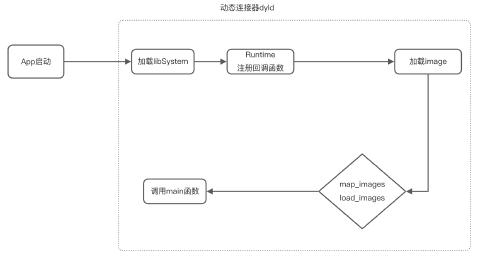 动态连接器dyld
App启动
加载libSystem
Runtime
注册回调函数
加载image
map_images
load_images
调用main函数